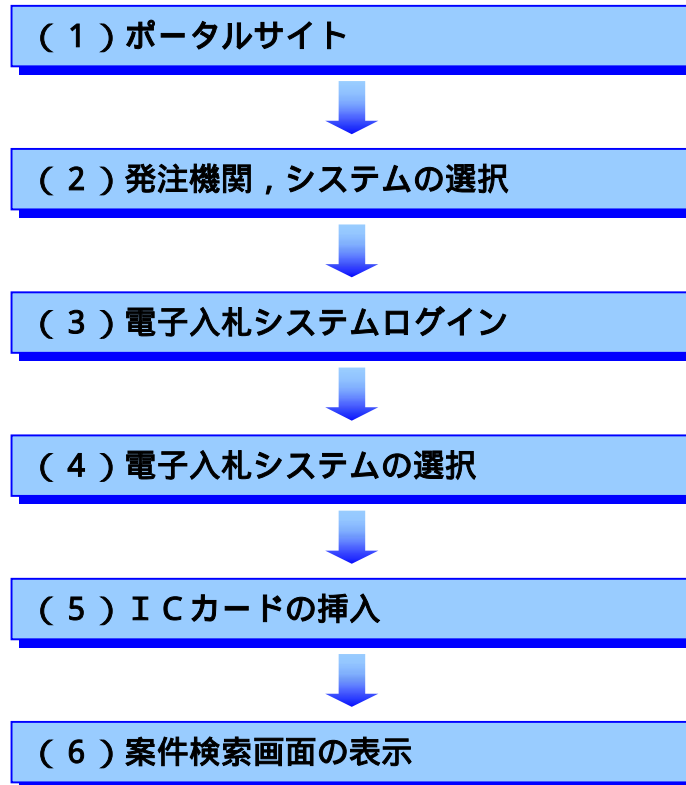 （１）ポータルサイト
（２）発注機関，システムの選択
（３）電子入札システムログイン
（４）電子入札システムの選択
（５）ＩＣカードの挿入
（６）案件検索画面の表示